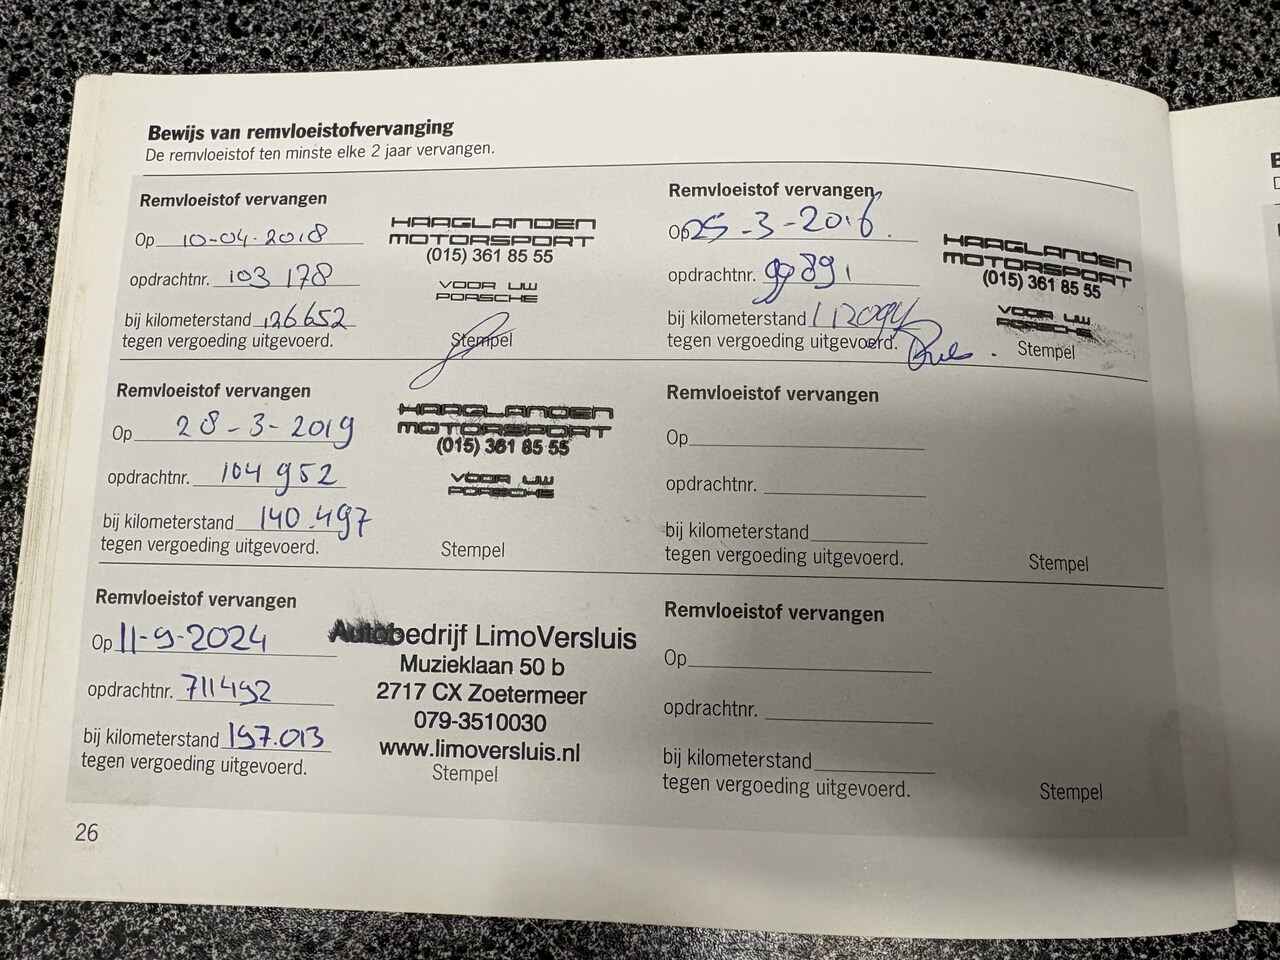 Bewijs van remvloeistofvervanging
De remvloeistof ten minste elke 2 jaar vervangen.
Remvloeistof vervangen
Op 10-04-2018
opdrachtnr. 103 178
bij kilometerstand 126652
tegen vergoeding uitgevoerd.
HAAGLANDEN
MOTORSPORT
(015) 361 85 55
VOOR UW
PORSCHE
Stempel
Remvloeistof vervangen
Op 25-3-2016.
opdrachtnr. 99891
bij kilometerstand
tegen vergoeding uitgevoerd.
HAAGLANDEN
MOTORSPORT
(015) 361 85 55
VOOR UW
PORSCHE
Stempel
Remvloeistof vervangen
Op 28-3-2019
opdrachtnr. 104952
bij kilometerstand 140.497
tegen vergoeding uitgevoerd.
HAAGLANDEN
MOTORSPORT
(015) 361 85 55
VOOR UW
PORSCHE
Stempel
Remvloeistof vervangen
Op
opdrachtnr.
bij kilometerstand
tegen vergoeding uitgevoerd.
Stempel
Remvloeistof vervangen
Op 11-9-2024
opdrachtnr. 711492
bij kilometerstand 197.013
tegen vergoeding uitgevoerd.
Autobedrijf LimoVersluis
Muzieklaan 50 b
2717 CX Zoetermeer
079-3510030
www.limoversluis.nl
Stempel
Remvloeistof vervangen
Op
opdrachtnr.
bij kilometerstand
tegen vergoeding uitgevoerd.
Stempel
26